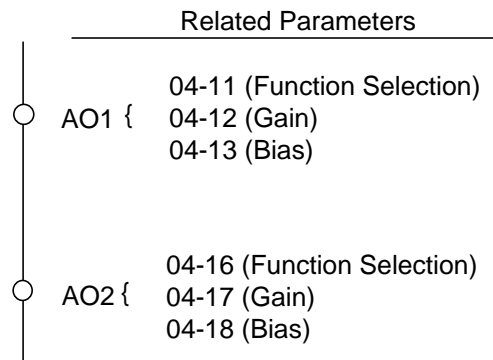 Related Parameters
04-11 (Function Selection)
AO1 { 04-12 (Gain)
04-13 (Bias)
04-16 (Function Selection)
AO2 { 04-17 (Gain)
04-18 (Bias)